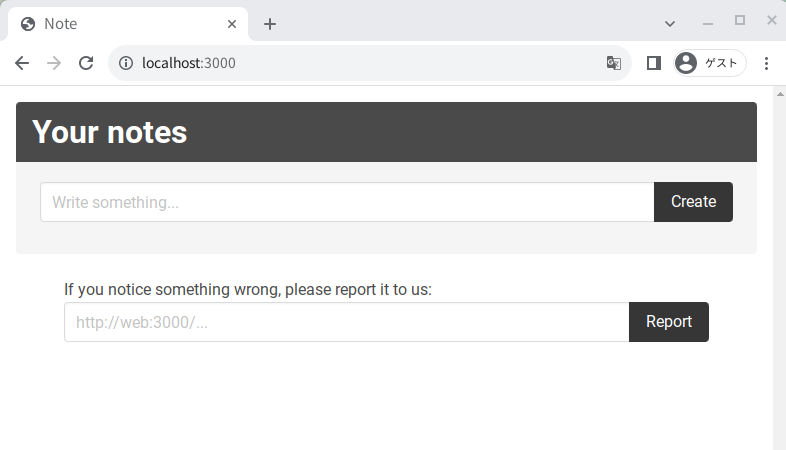 Note
localhost:3000
ゲスト
Your notes
Write something...
Create
If you notice something wrong, please report it to us:
http://web:3000/...
Report